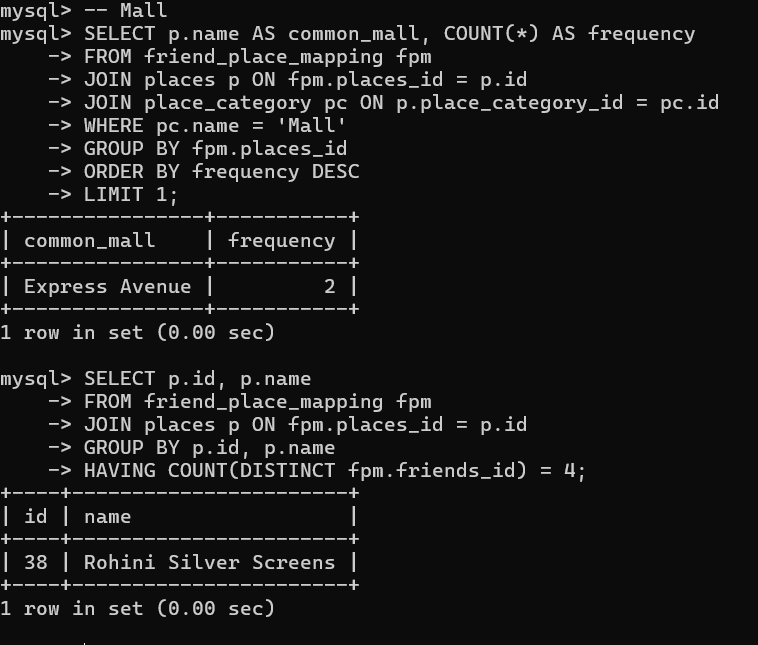 mysql> -- Mall
mysql> SELECT p.name AS common_mall, COUNT(*) AS frequency
    -> FROM friend_place_mapping fpm
    -> JOIN places p ON fpm.places_id = p.id
    -> JOIN place_category pc ON p.place_category_id = pc.id
    -> WHERE pc.name = 'Mall'
    -> GROUP BY fpm.places_id
    -> ORDER BY frequency DESC
    -> LIMIT 1;
+----------------+-----------+
| common_mall    | frequency |
+----------------+-----------+
| Express Avenue |         2 |
+----------------+-----------+
1 row in set (0.00 sec)

mysql> SELECT p.id, p.name
    -> FROM friend_place_mapping fpm
    -> JOIN places p ON fpm.places_id = p.id
    -> GROUP BY p.id, p.name
    -> HAVING COUNT(DISTINCT fpm.friends_id) = 4;
+----+-----------------------+
| id | name                  |
+----+-----------------------+
| 38 | Rohini Silver Screens |
+----+-----------------------+
1 row in set (0.00 sec)